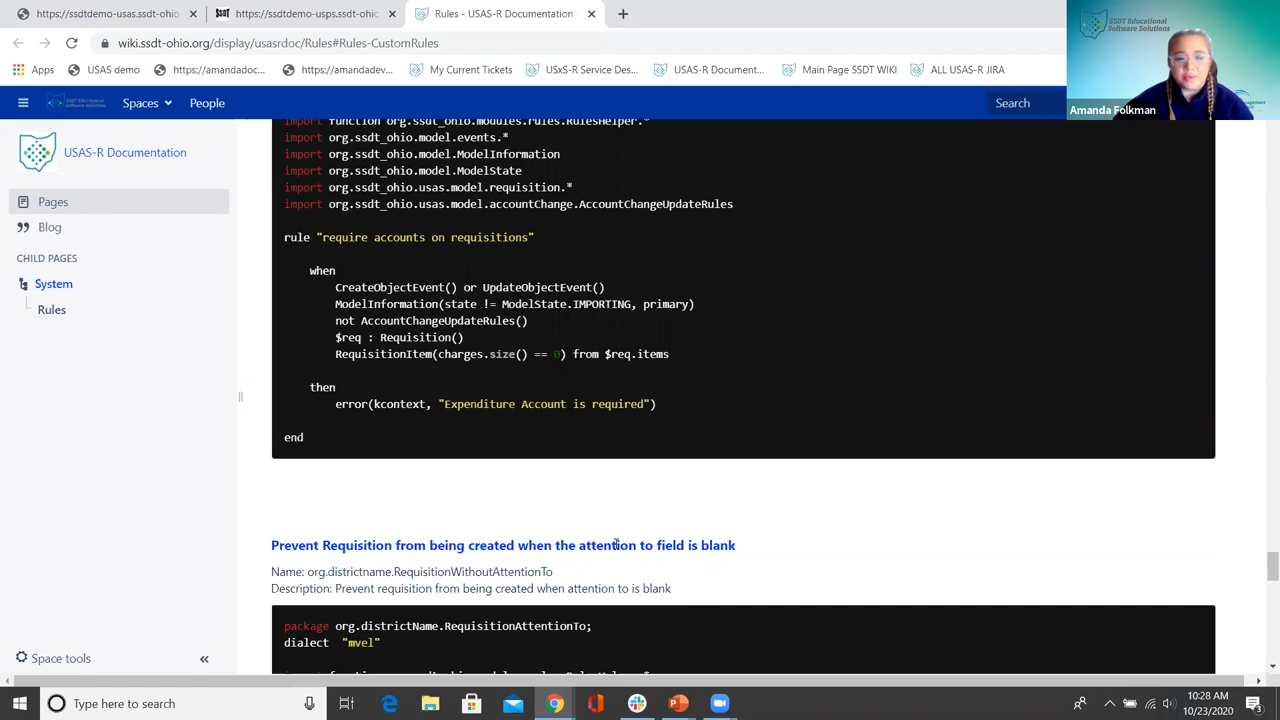 https://ssdtdemo-usas.ssdt-ohio
https://ssdtdemo-usps.ssdt-ohio
Rules - USAS-R Documentation -
SSDT Educational
Software Solutions
wiki.ssdt-ohio.org/display/usasrdoc/Rules#Rules-CustomRules
Apps
USAS demo
https://amandadoc...
https://amandadev...
My Current Tickets
USxS-R Service Des...
USAS-R Document...
Main Page SSDT WIKI
ALL USAS-R JIRA
Amanda Folkman
Spaces
People
Search
USAS-R Documentation
Pages
Blog
CHILD PAGES
System
Rules
Space tools
import function org.ssdt_ohio.modules.rules.RulesHelper.*
import org.ssdt_ohio.model.events.*
import org.ssdt_ohio.model.ModelInformation
import org.ssdt_ohio.model.ModelState
import org.ssdt_ohio.usas.model.requisition.*
import org.ssdt_ohio.usas.model.accountChange.AccountChangeUpdateRules
rule "require accounts on requisitions"
when
CreateObjectEvent() or UpdateObjectEvent()
ModelInformation(state != ModelState.IMPORTING, primary)
not AccountChangeUpdateRules()
$req : Requisition()
RequisitionItem(charges.size() == 0) from $req.items
then
error(kcontext, "Expenditure Account is required")
end
Prevent Requisition from being created when the attention to field is blank
Name: org.districtname.RequisitionWithoutAttentionTo
Description: Prevent requisition from being created when attention to is blank
package org.districtName.RequisitionAttentionTo;
dialect "mvel"
Type here to search
10:28 AM
10/23/2020